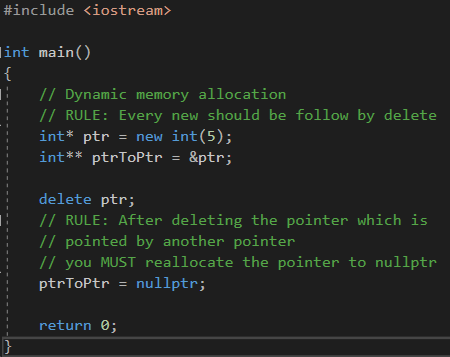 #include <iostream>
int main()
{
// Dynamic memory allocation
// RULE: Every new should be follow by delete
int* ptr = new int(5);
int** ptrToPtr = &ptr;
delete ptr;
// RULE: After deleting the pointer which is
// pointed by another pointer
// you MUST reallocate the pointer to nullptr
ptrToPtr = nullptr;
return 0;
}